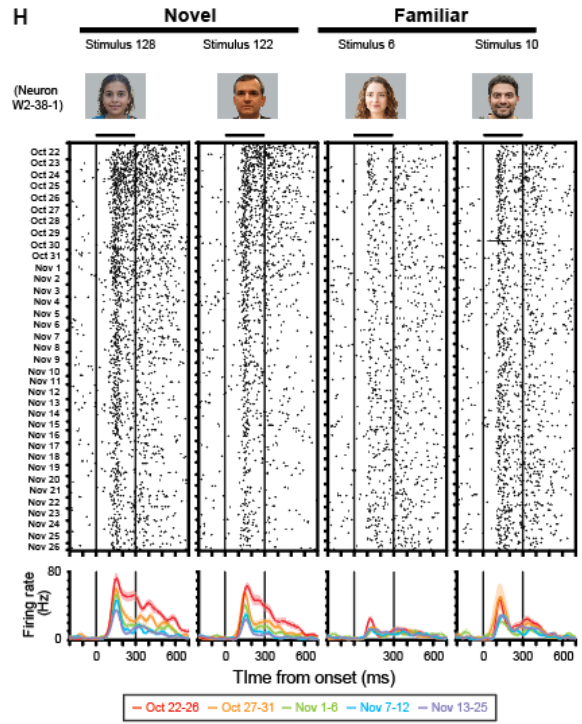 H
Novel Familiar
Stimulus 128 Stimulus 122 Stimulus 6 Stimulus 10
(Neuron
W2-38-1)
Oct 22
Oct 23
Oct 24
Oct 25
Oct 26
Oct 27
Oct 28
Oct 29
Oct 30
Oct 31
Nov 1
Nov 2
Nov 3
Nov 4
Nov 5
Nov 6
Nov 7
Nov 8
Nov 9
Nov 10
Nov 11
Nov 12
Nov 13
Nov 14
Nov 15
Nov 16
Nov 17
Nov 18
Nov 19
Nov 20
Nov 21
Nov 22
Nov 23
Nov 24
Nov 25
Nov 26
Firing rate
(Hz)
80
0
0 300 600 0 300 600 0 300 600 0 300 600
TIme from onset (ms)
Oct 22-26 Oct 27-31 Nov 1-6 Nov 7-12 Nov 13-25